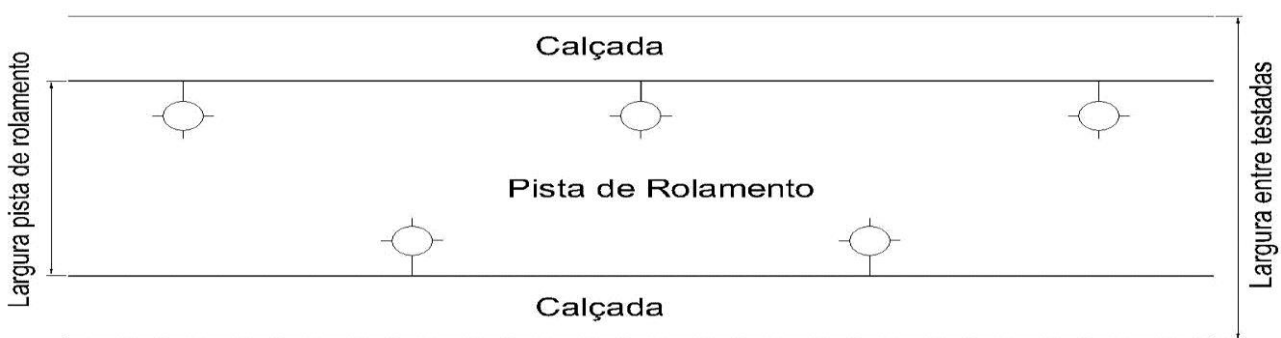 Calçada
Largura pista de rolamento
Pista de Rolamento
Largura entre testadas
Calçada